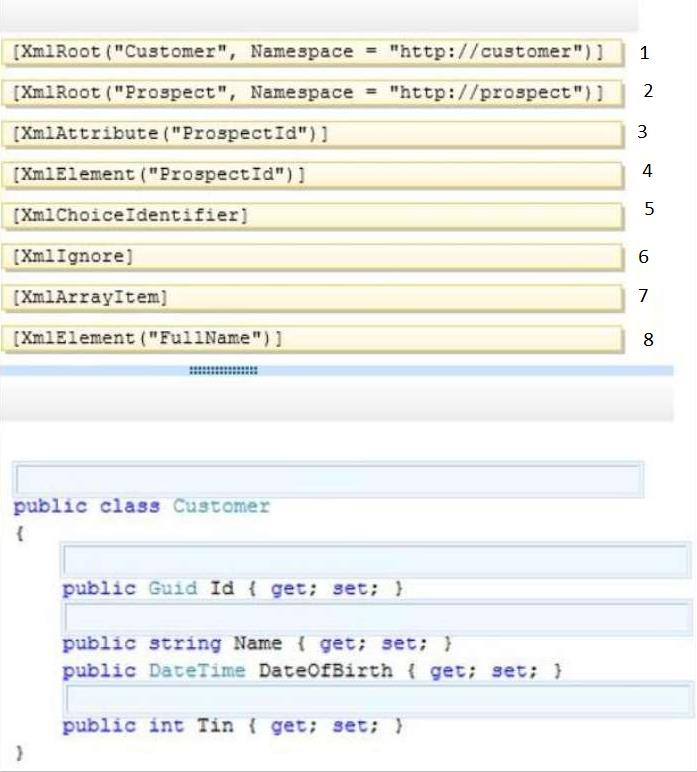 [XmlRoot("Customer", Namespace = "http://customer")] 1
[XmlRoot("Prospect", Namespace = "http://prospect")] 2
[XmlAttribute("ProspectId")] 3
[XmlElement("ProspectId")] 4
[XmlChoiceIdentifier] 5
[XmlIgnore] 6
[XmlArrayItem] 7
[XmlElement("FullName")] 8
public class Customer
{
public Guid Id { get; set; }
public string Name { get; set; }
public DateTime DateOfBirth { get; set; }
public int Tin { get; set; }
}